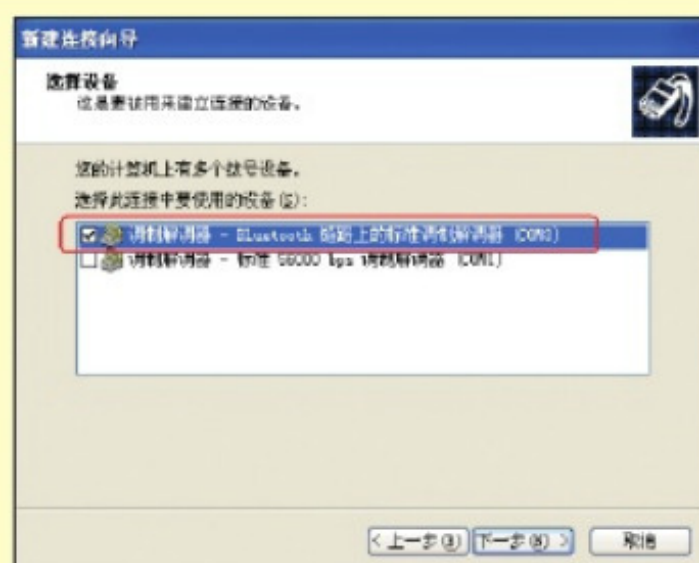 新建连接向导
选择设备
这是要被用来建立连接的设备。
您的计算机上有多个拨号设备。
选择此连接中要使用的设备(S):
调制解调器 - Bluetooth 链路上的标准调制解调器
调制解调器 - 标准 56000 bps 调制解调器 (COM1)
<上一步(B) 下一步(N) > 取消